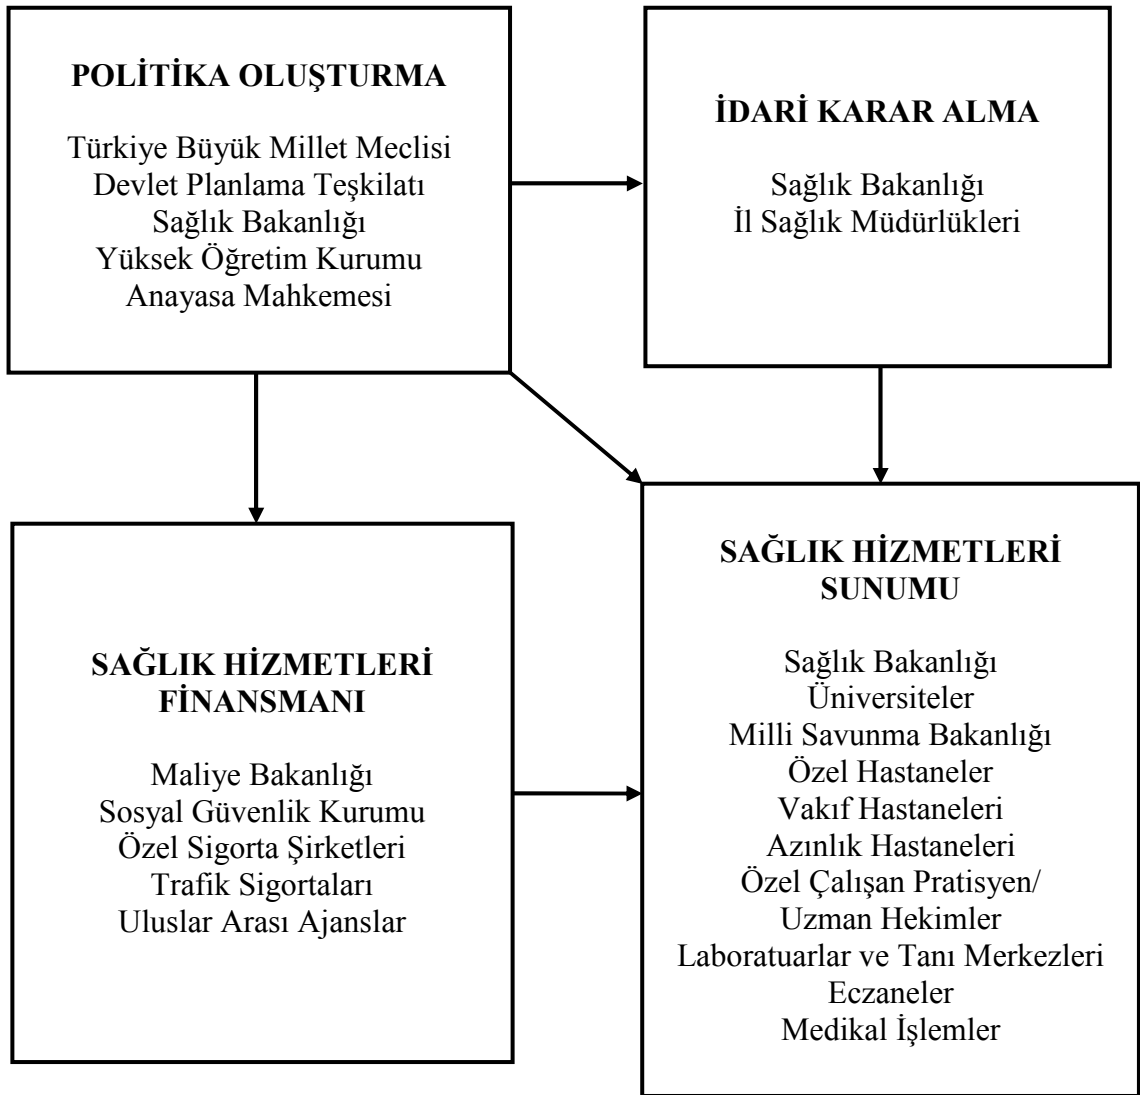 POLİTİKA OLUŞTURMA
Türkiye Büyük Millet Meclisi
Devlet Planlama Teşkilatı
Sağlık Bakanlığı
Yüksek Öğretim Kurumu
Anayasa Mahkemesi
İDARİ KARAR ALMA
Sağlık Bakanlığı
İl Sağlık Müdürlükleri
SAĞLIK HİZMETLERİ
FİNANSMANI
Maliye Bakanlığı
Sosyal Güvenlik Kurumu
Özel Sigorta Şirketleri
Trafik Sigortaları
Uluslar Arası Ajanslar
SAĞLIK HİZMETLERİ
SUNUMU
Sağlık Bakanlığı
Üniversiteler
Milli Savunma Bakanlığı
Özel Hastaneler
Vakıf Hastaneleri
Azınlık Hastaneleri
Özel Çalışan Pratisyen/
Uzman Hekimler
Laboratuarlar ve Tanı Merkezleri
Eczaneler
Medikal İşlemler